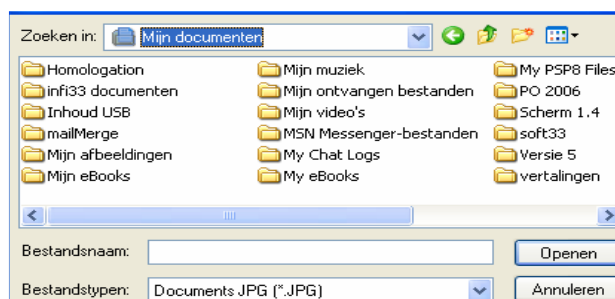 Zoeken in: Mijn documenten
Homologation Mijn muziek My PSP8 Files
infi33 documenten Mijn ontvangen bestanden PO 2006
Inhoud USB Mijn video's Scherm 1.4
mailMerge MSN Messenger-bestanden soft33
Mijn afbeeldingen My Chat Logs Versie 5
Mijn eBooks My eBooks vertalingen
Bestandsnaam: Openen
Bestandstypen: Documents JPG (*.JPG) Annuleren